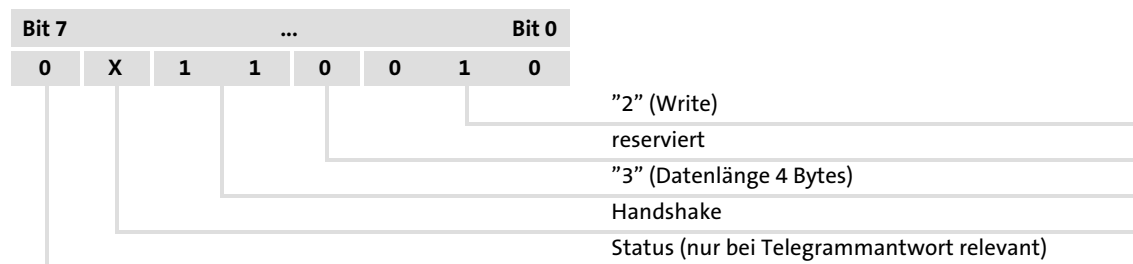 Bit 7 ... Bit 0
0 X 1 1 0 0 1 0
”2” (Write)
reserviert
”3” (Datenlänge 4 Bytes)
Handshake
Status (nur bei Telegrammantwort relevant)